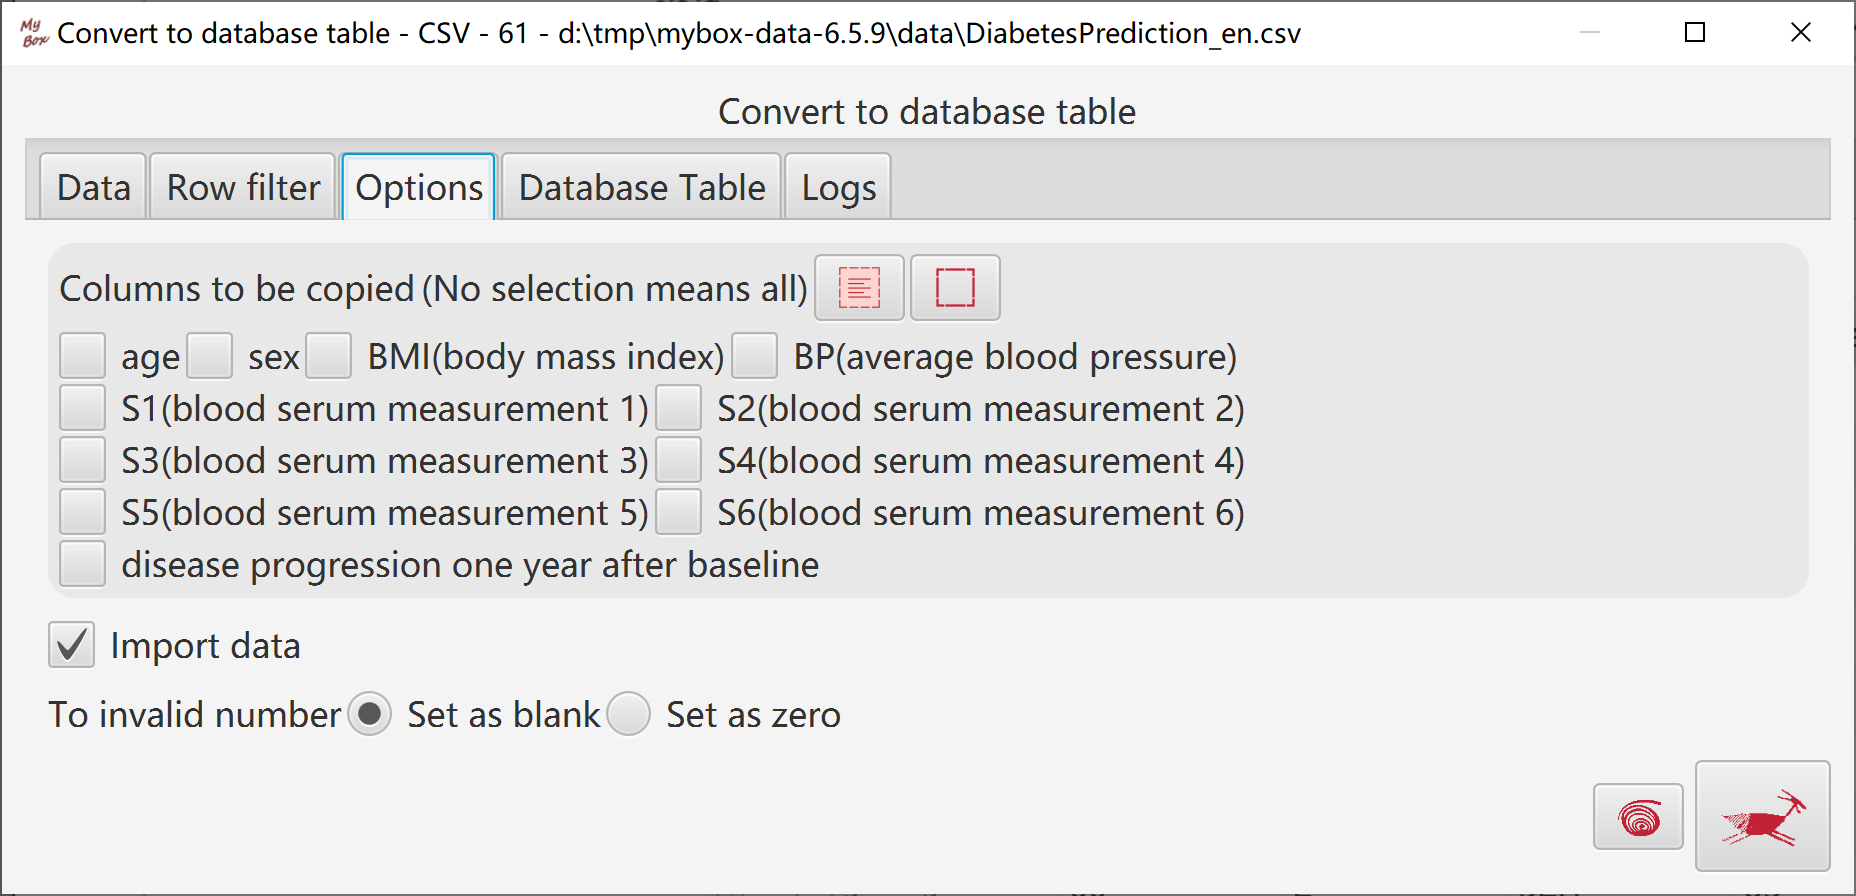 My Box Convert to database table - CSV - 61 - d:\tmp\mybox-data-6.5.9\data\DiabetesPrediction_en.csv
Convert to database table
Data Row filter Options Database Table Logs
Columns to be copied (No selection means all)
age sex BMI(body mass index) BP(average blood pressure)
S1(blood serum measurement 1) S2(blood serum measurement 2)
S3(blood serum measurement 3) S4(blood serum measurement 4)
S5(blood serum measurement 5) S6(blood serum measurement 6)
disease progression one year after baseline
Import data
To invalid number Set as blank Set as zero